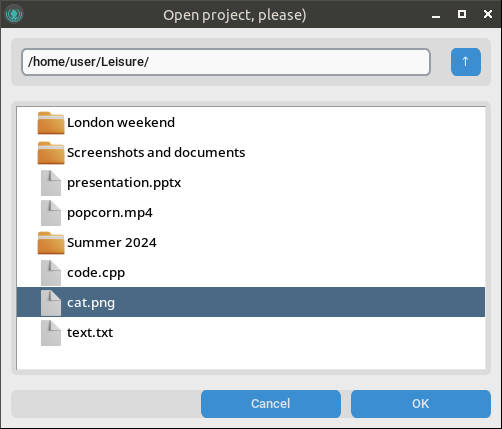 Open project, please)
/home/user/Leisure/
↑
London weekend
Screenshots and documents
presentation.pptx
popcorn.mp4
Summer 2024
code.cpp
cat.png
text.txt
Cancel
OK